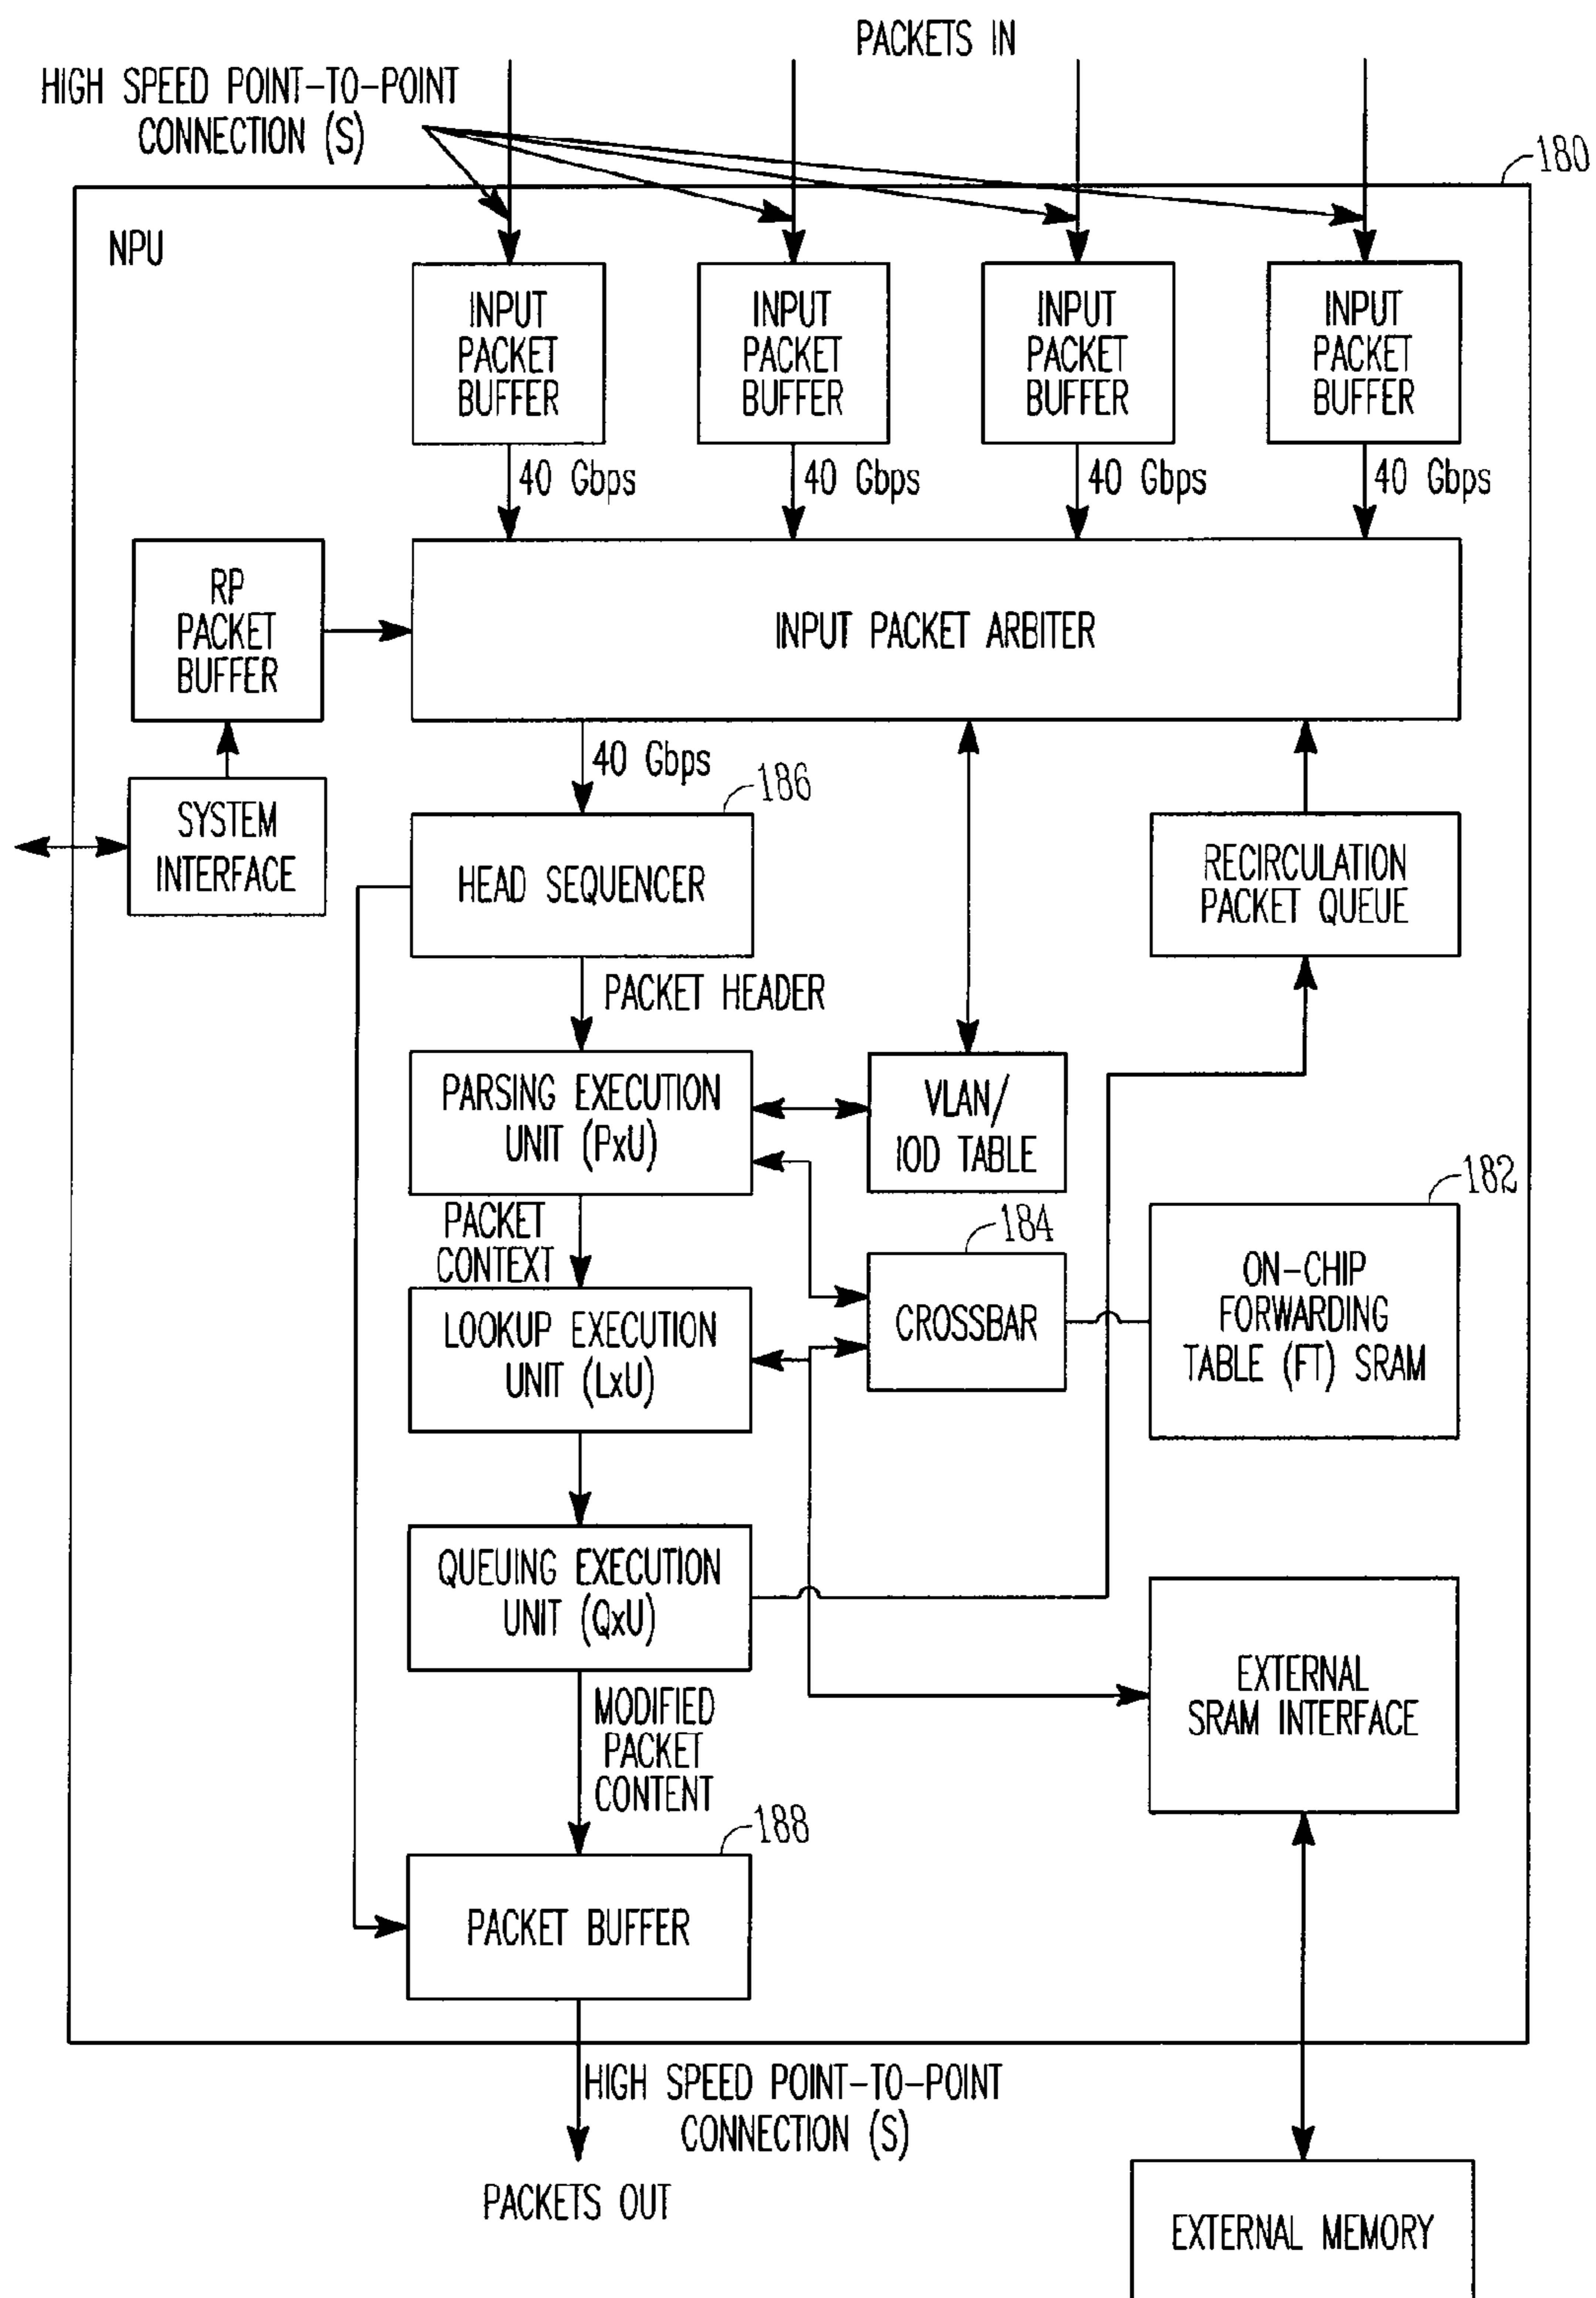 PACKETS IN
HIGH SPEED POINT-TO-POINT
CONNECTION (S)
180
NPU
INPUT
PACKET
BUFFER
INPUT
PACKET
BUFFER
INPUT
PACKET
BUFFER
INPUT
PACKET
BUFFER
40 Gbps
40 Gbps
40 Gbps
40 Gbps
RP
PACKET
BUFFER
INPUT PACKET ARBITER
40 Gbps
186
SYSTEM
INTERFACE
HEAD SEQUENCER
RECIRCULATION
PACKET QUEUE
PACKET HEADER
PARSING EXECUTION
UNIT (PxU)
VLAN/
IOD TABLE
182
PACKET
CONTEXT
184
ON-CHIP
FORWARDING
TABLE (FT) SRAM
CROSSBAR
LOOKUP EXECUTION
UNIT (LxU)
QUEUING EXECUTION
UNIT (QxU)
EXTERNAL
SRAM INTERFACE
MODIFIED
PACKET
CONTENT
188
PACKET BUFFER
HIGH SPEED POINT-TO-POINT
CONNECTION (S)
PACKETS OUT
EXTERNAL MEMORY